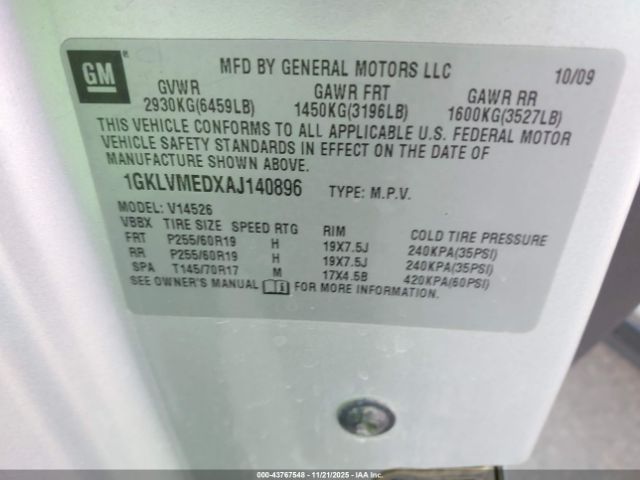 GM
MFD BY GENERAL MOTORS LLC 10/09
GVWR GAWR FRT GAWR RR
2930KG(6459LB) 1450KG(3196LB) 1600KG(3527LB)
THIS VEHICLE CONFORMS TO ALL APPLICABLE U.S. FEDERAL MOTOR
VEHICLE SAFETY STANDARDS IN EFFECT ON THE DATE OF
MANUFACTURE SHOWN ABOVE.
1GKLVMEDXAJ140896 TYPE: M.P.V.
MODEL: V14526
VBBX TIRE SIZE SPEED RTG RIM COLD TIRE PRESSURE
FRT P255/60R19 H 19X7.5J 240KPA(35PSI)
RR P255/60R19 H 19X7.5J 240KPA(35PSI)
SPA T145/70R17 M 17X4.5B 420KPA(60PSI)
SEE OWNER'S MANUAL FOR MORE INFORMATION.
000-43767548 - 11/21/2025 - IAA Inc.